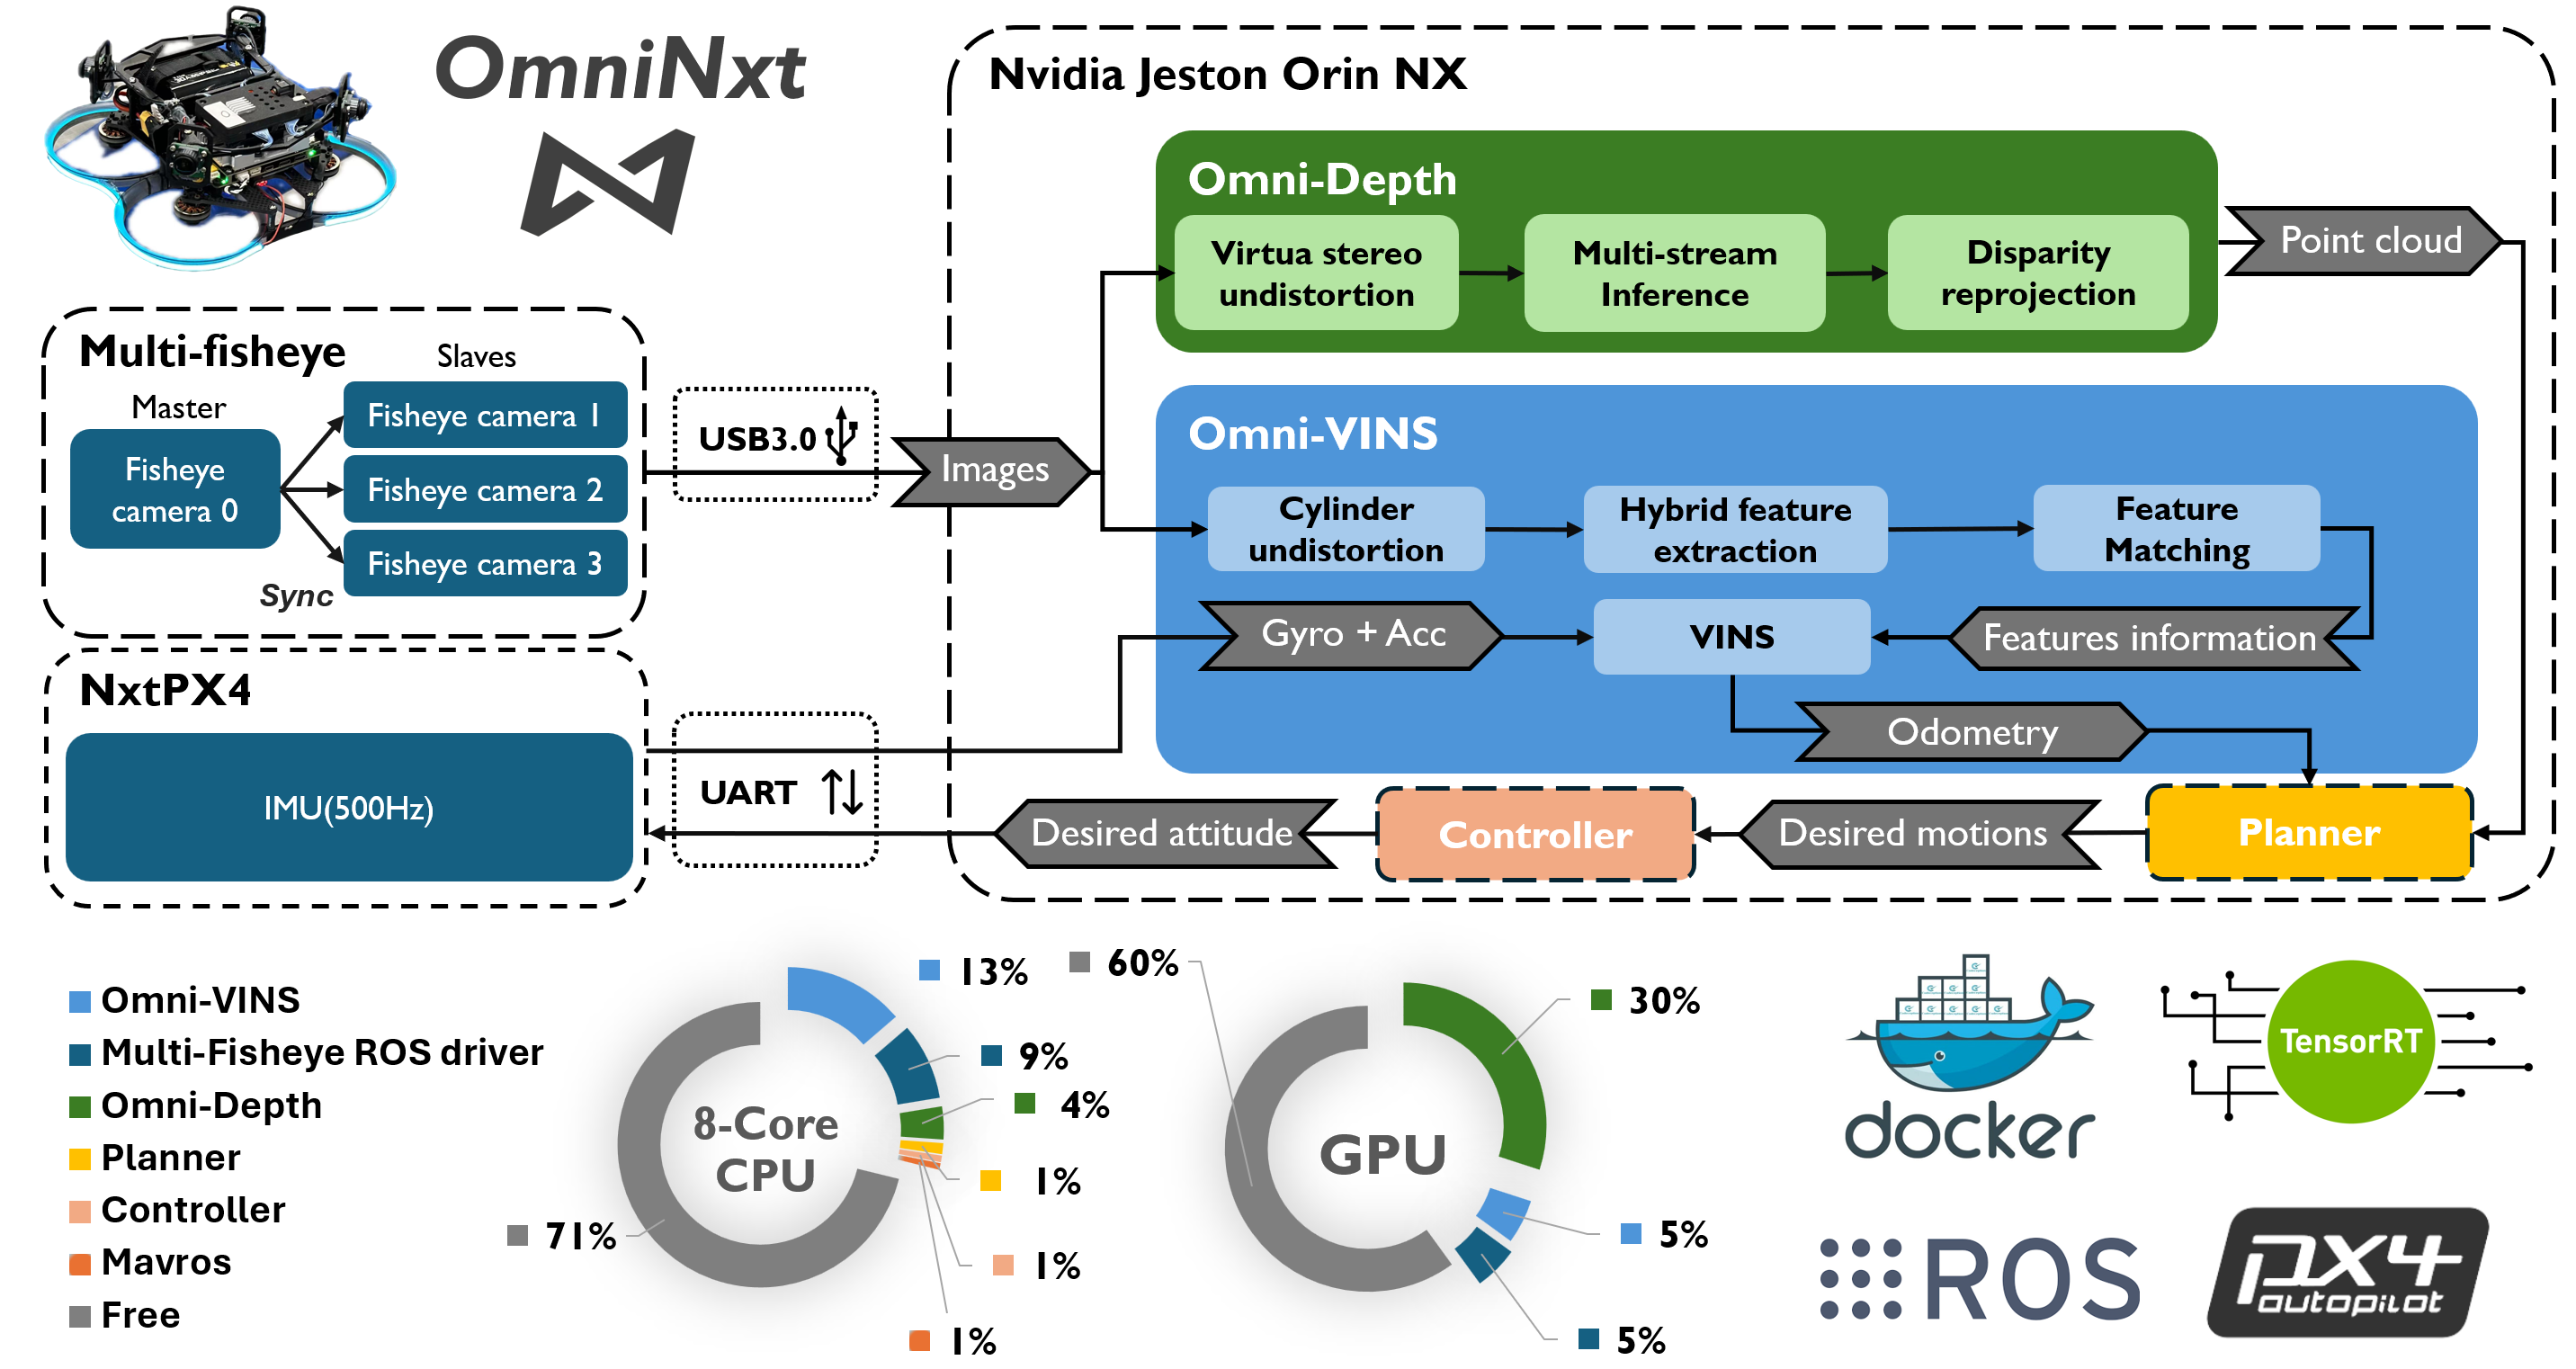 OmniNxt
Nvidia Jeston Orin NX
Omni-Depth
Virtua stereo
undistortion
Multi-stream
Inference
Disparity
reprojection
Point cloud
Multi-fisheye
Slaves
Master
Fisheye
camera 0
Fisheye camera 1
Fisheye camera 2
Fisheye camera 3
Sync
USB3.0
Images
Omni-VINS
Cylinder
undistortion
Hybrid feature
extraction
Feature
Matching
Gyro + Acc
VINS
Features information
Odometry
NxtPX4
IMU(500Hz)
UART
Desired attitude
Controller
Desired motions
Planner
Omni-VINS
Multi-Fisheye ROS driver
Omni-Depth
Planner
Controller
Mavros
Free
8-Core
CPU
13%
9%
4%
1%
1%
1%
71%
GPU
60%
30%
5%
5%
docker
TensorRT
ROS
px4
autopilot